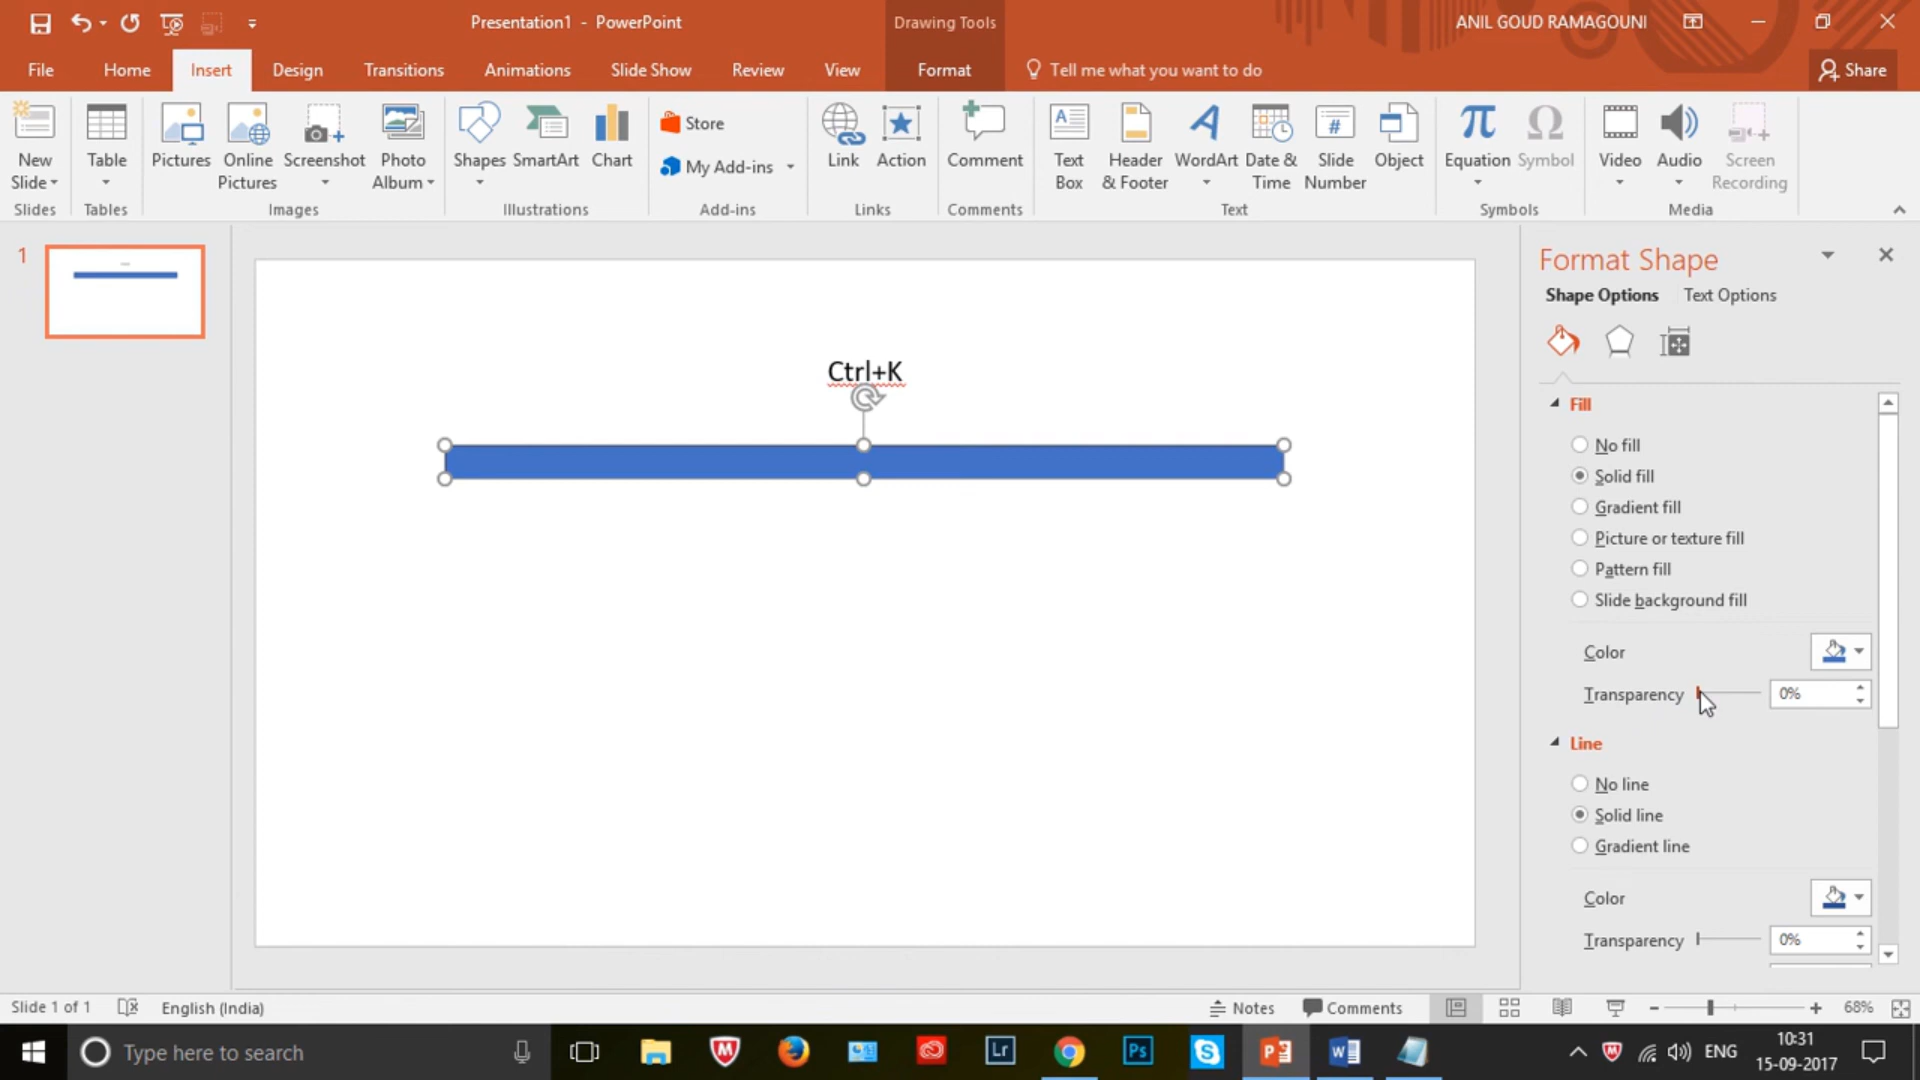 Presentation1 - PowerPoint
Drawing Tools
ANIL GOUD RAMAGOUNI
File Home Insert Design Transitions Animations Slide Show Review View Format Tell me what you want to do Share
New Slide
Table
Pictures
Online Pictures
Screenshot
Photo Album
Shapes
SmartArt
Chart
Store
My Add-ins
Link
Action
Comment
Text Box
Header & Footer
WordArt
Date & Time
Slide Number
Object
Equation
Symbol
Video
Audio
Screen Recording
Slides Tables Images Illustrations Add-ins Links Comments Text Symbols Media
1
Ctrl+K
Format Shape
Shape Options Text Options
Fill
No fill
Solid fill
Gradient fill
Picture or texture fill
Pattern fill
Slide background fill
Color
Transparency 0%
Line
No line
Solid line
Gradient line
Color
Transparency 0%
Slide 1 of 1 English (India) Notes Comments 68%
Type here to search
Lr
Ps
ENG
10:31
15-09-2017